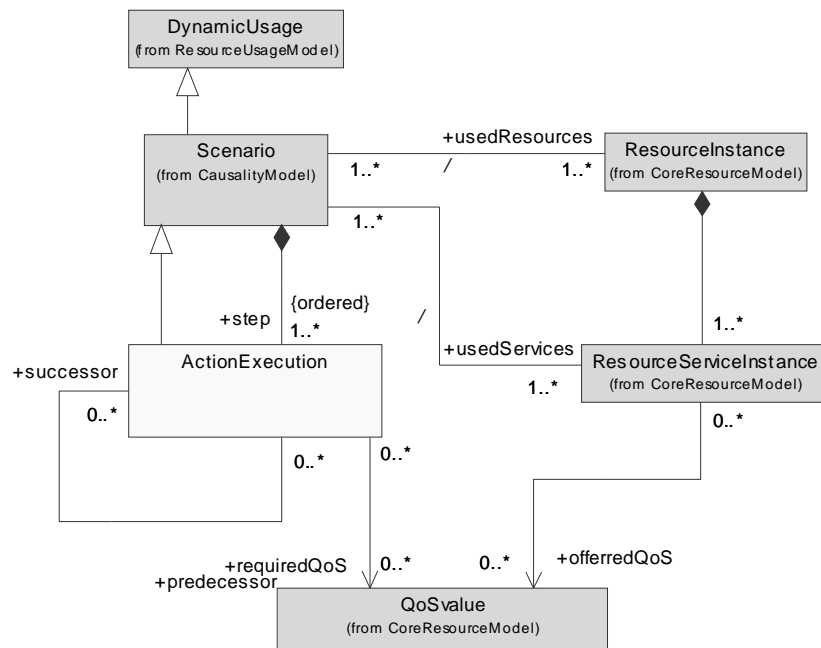 DynamicUsage
(from ResourceUsageModel)
Scenario
(from CausalityModel)
+usedResources
1..*
/
1..*
ResourceInstance
(from CoreResourceModel)
1..*
{ordered}
+step
1..*
/
+usedServices
1..*
1..*
ResourceServiceInstance
(from CoreResourceModel)
ActionExecution
+successor
0..*
0..*
0..*
0..*
+requiredQoS
0..*
+predecessor
0..*
+offerredQoS
QoSvalue
(from CoreResourceModel)